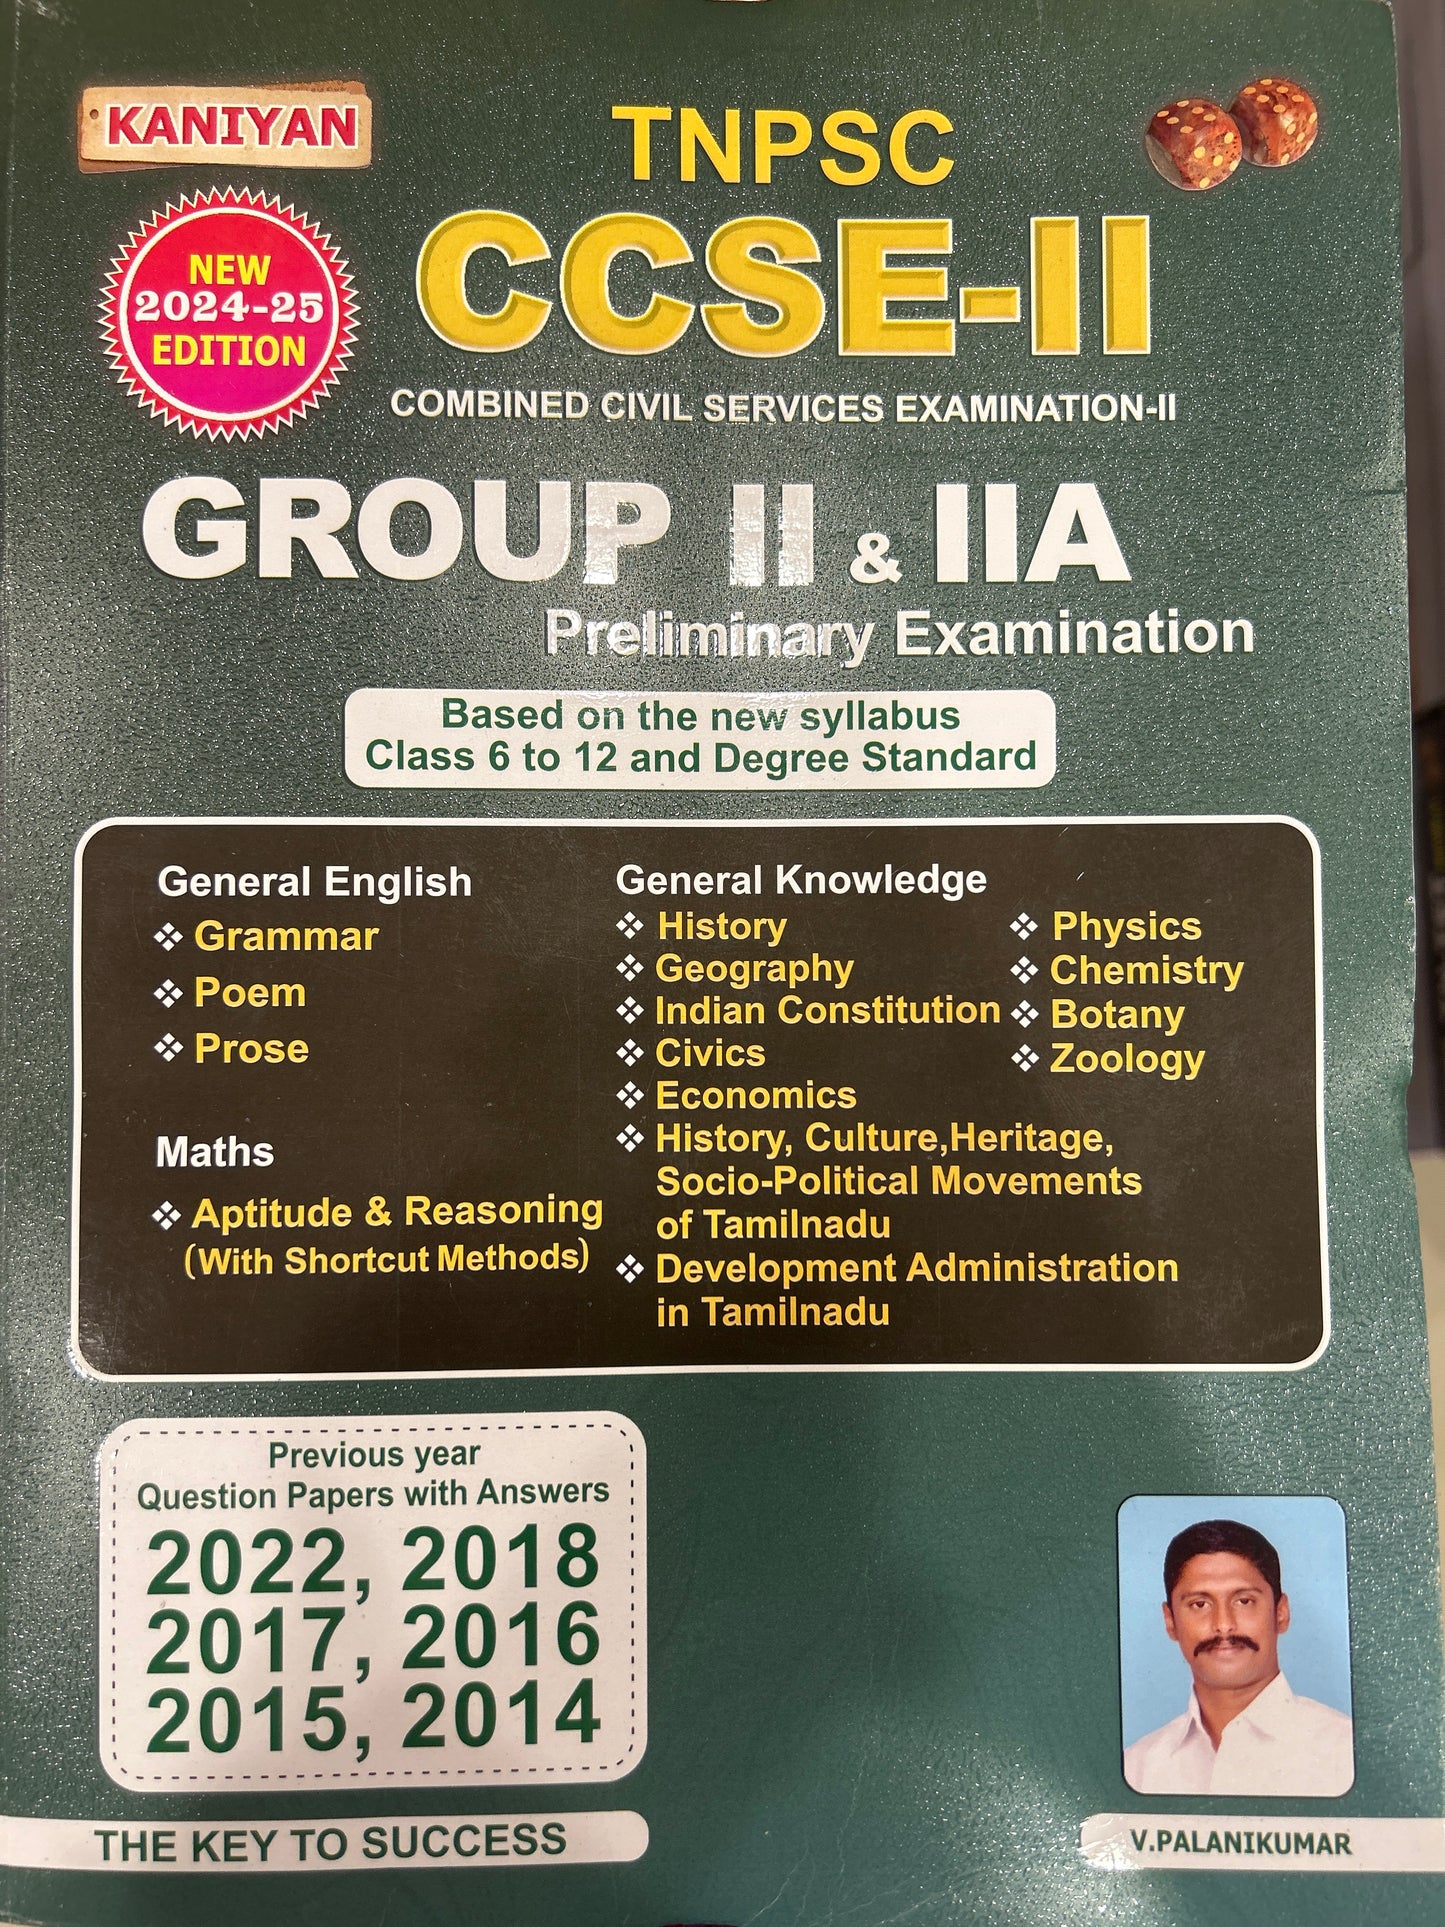 KANIYAN
NEW
2024-25
EDITION
TNPSC
CCSE-II
COMBINED CIVIL SERVICES EXAMINATION-II
GROUP II & IIA
Preliminary Examination
Based on the new syllabus
Class 6 to 12 and Degree Standard
General English
❖ Grammar
❖ Poem
❖ Prose
Maths
❖ Aptitude & Reasoning
(With Shortcut Methods)
General Knowledge
❖ History
❖ Geography
❖ Indian Constitution
❖ Civics
❖ Economics
❖ History, Culture,Heritage,
Socio-Political Movements
of Tamilnadu
❖ Development Administration
in Tamilnadu
❖ Physics
❖ Chemistry
❖ Botany
❖ Zoology
Previous year
Question Papers with Answers
2022, 2018
2017, 2016
2015, 2014
THE KEY TO SUCCESS
V.PALANIKUMAR